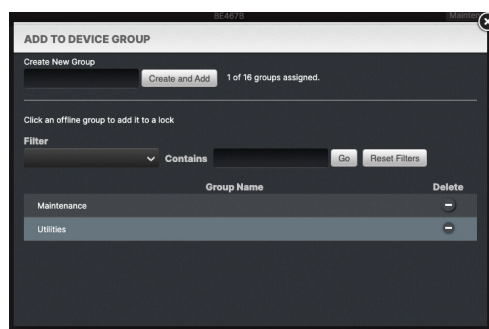 BE467B
ADD TO DEVICE GROUP
Create New Group
Create and Add
1 of 16 groups assigned.
Click an offline group to add it to a lock
Filter
Contains
Go
Reset Filters
Group Name Delete
Maintenance
Utilities